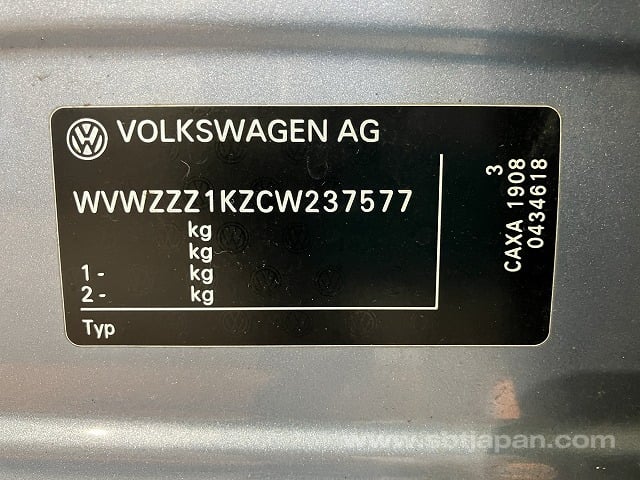 VOLKSWAGEN AG
WVWZZZ1KZCW237577
kg
kg
1 - kg
2 - kg
Typ
3
CAXA 1908
0434618
www.sbtjapan.com